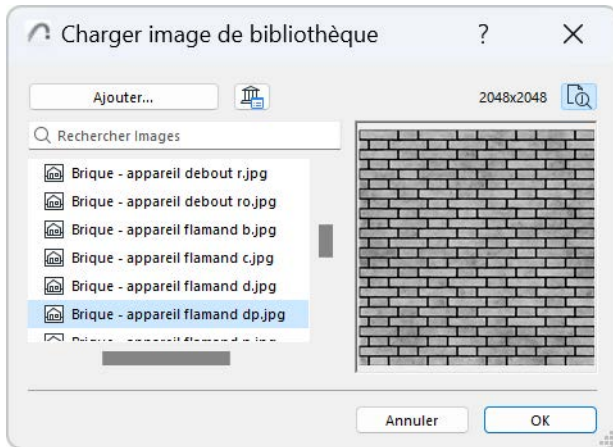 Charger image de bibliothèque
?
Ajouter...
2048x2048
Rechercher Images
Brique - appareil debout r.jpg
Brique - appareil debout ro.jpg
Brique - appareil flamand b.jpg
Brique - appareil flamand c.jpg
Brique - appareil flamand d.jpg
Brique - appareil flamand dp.jpg
Annuler
OK